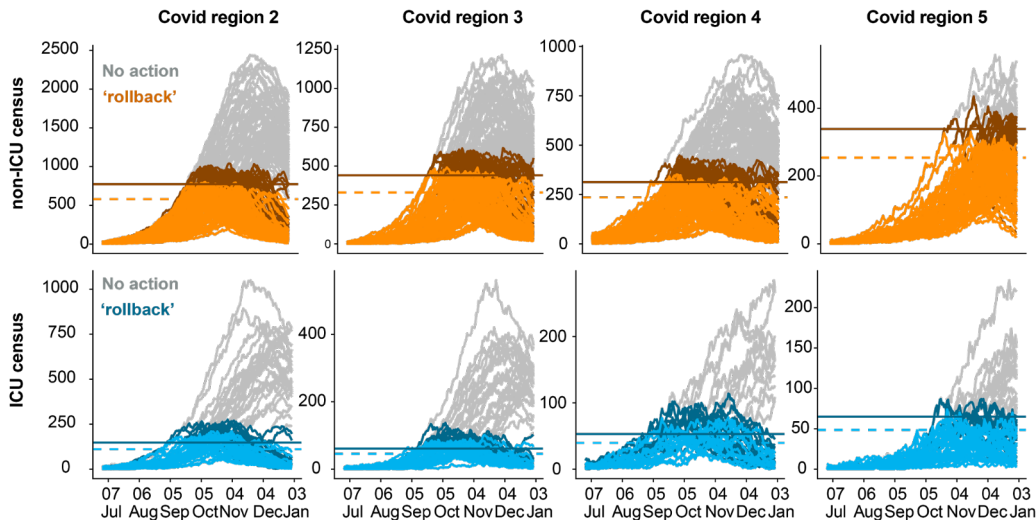 Covid region 2 Covid region 3 Covid region 4 Covid region 5
non-ICU census
2500
2000
1500
1000
500
0
No action
‘rollback’
1250
1000
750
500
250
0
1000
750
500
250
0
400
200
0
ICU census
1000
750
500
250
0
No action
‘rollback’
400
200
0
300
200
100
0
200
150
100
50
0
07 06 05 05 04 04 03
Jul Aug Sep Oct Nov Dec Jan
07 06 05 05 04 04 03
Jul Aug Sep Oct Nov Dec Jan
07 06 05 05 04 04 03
Jul Aug Sep Oct Nov Dec Jan
07 06 05 05 04 04 03
Jul Aug Sep Oct Nov Dec Jan